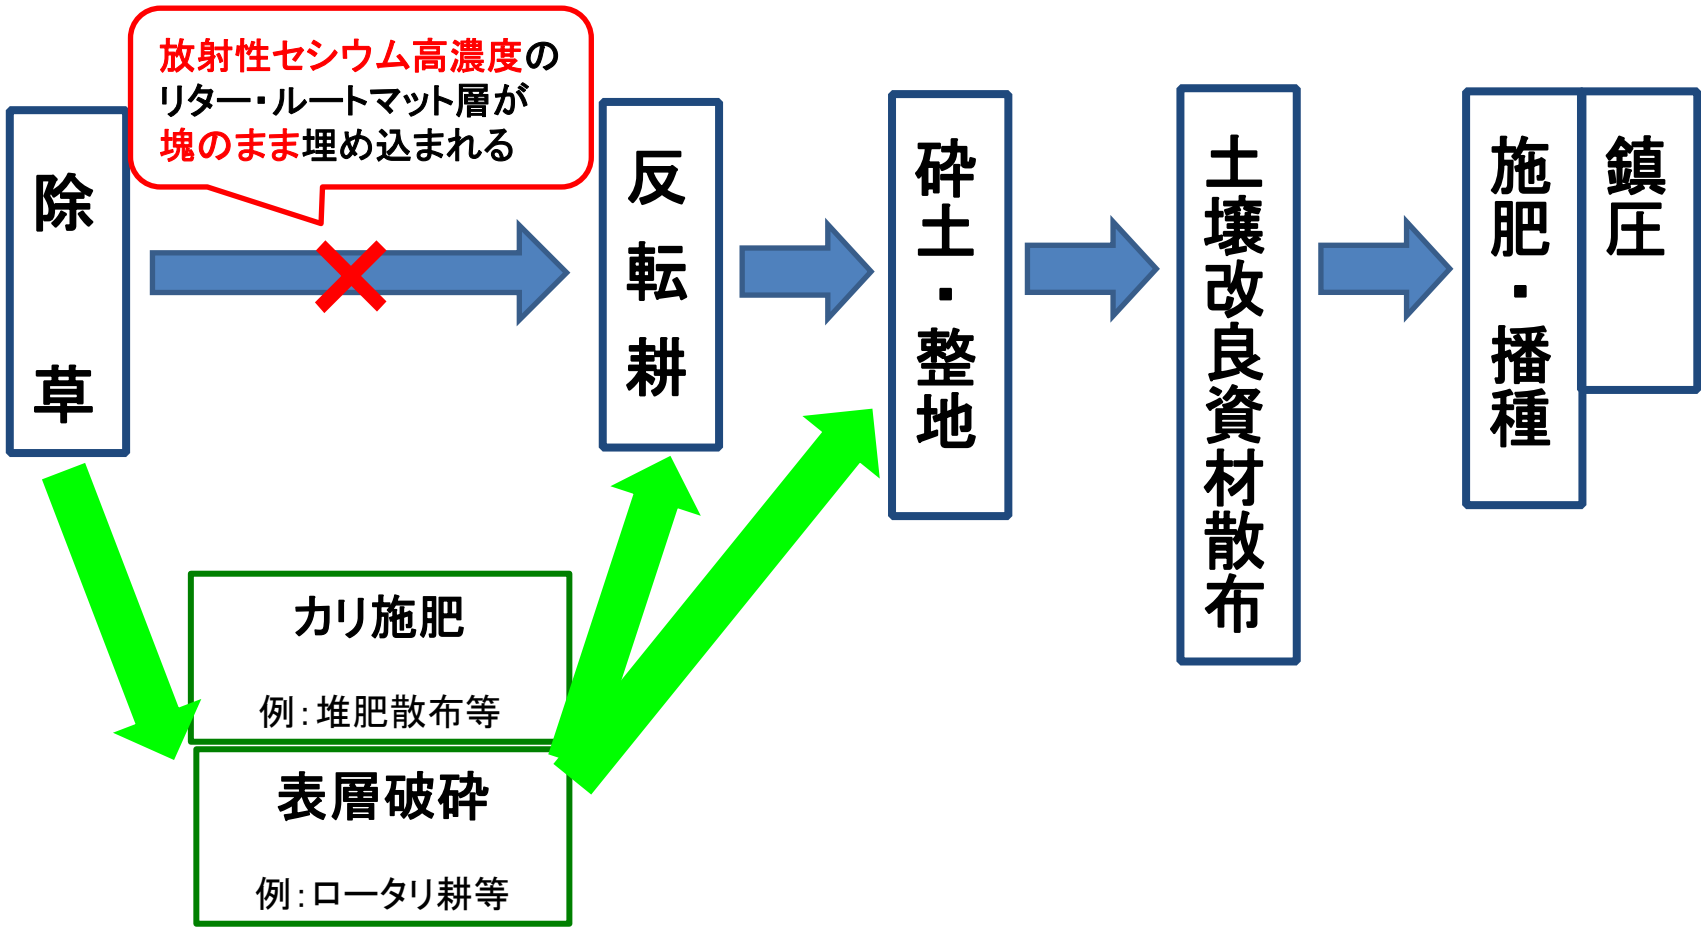 放射性セシウム高濃度の
リター・ルートマット層が
塊のまま埋め込まれる
除草
反転耕
砕土・整地
土壌改良資材散布
施肥・播種
鎮圧
カリ施肥
例：堆肥散布等
表層破砕
例：ロータリ耕等